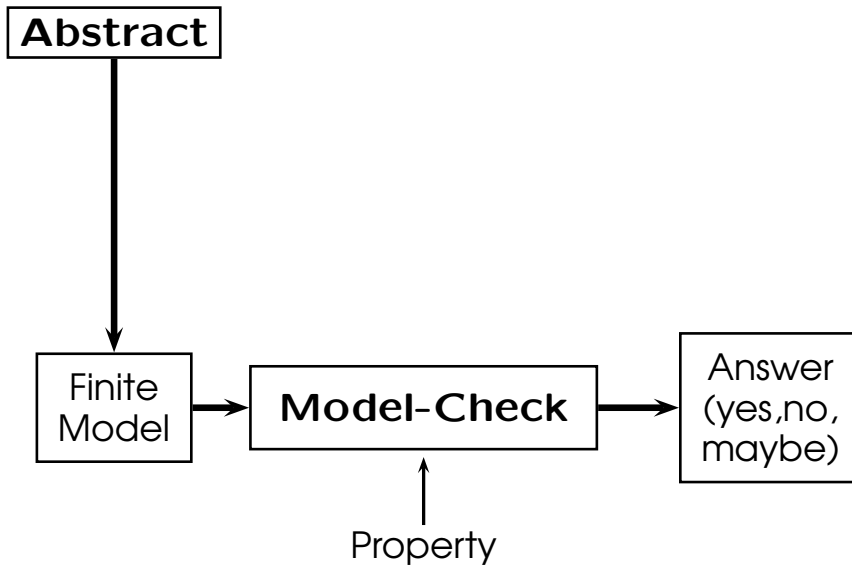 Abstract
Finite
Model
Model-Check
Answer
(yes,no,
maybe)
Property